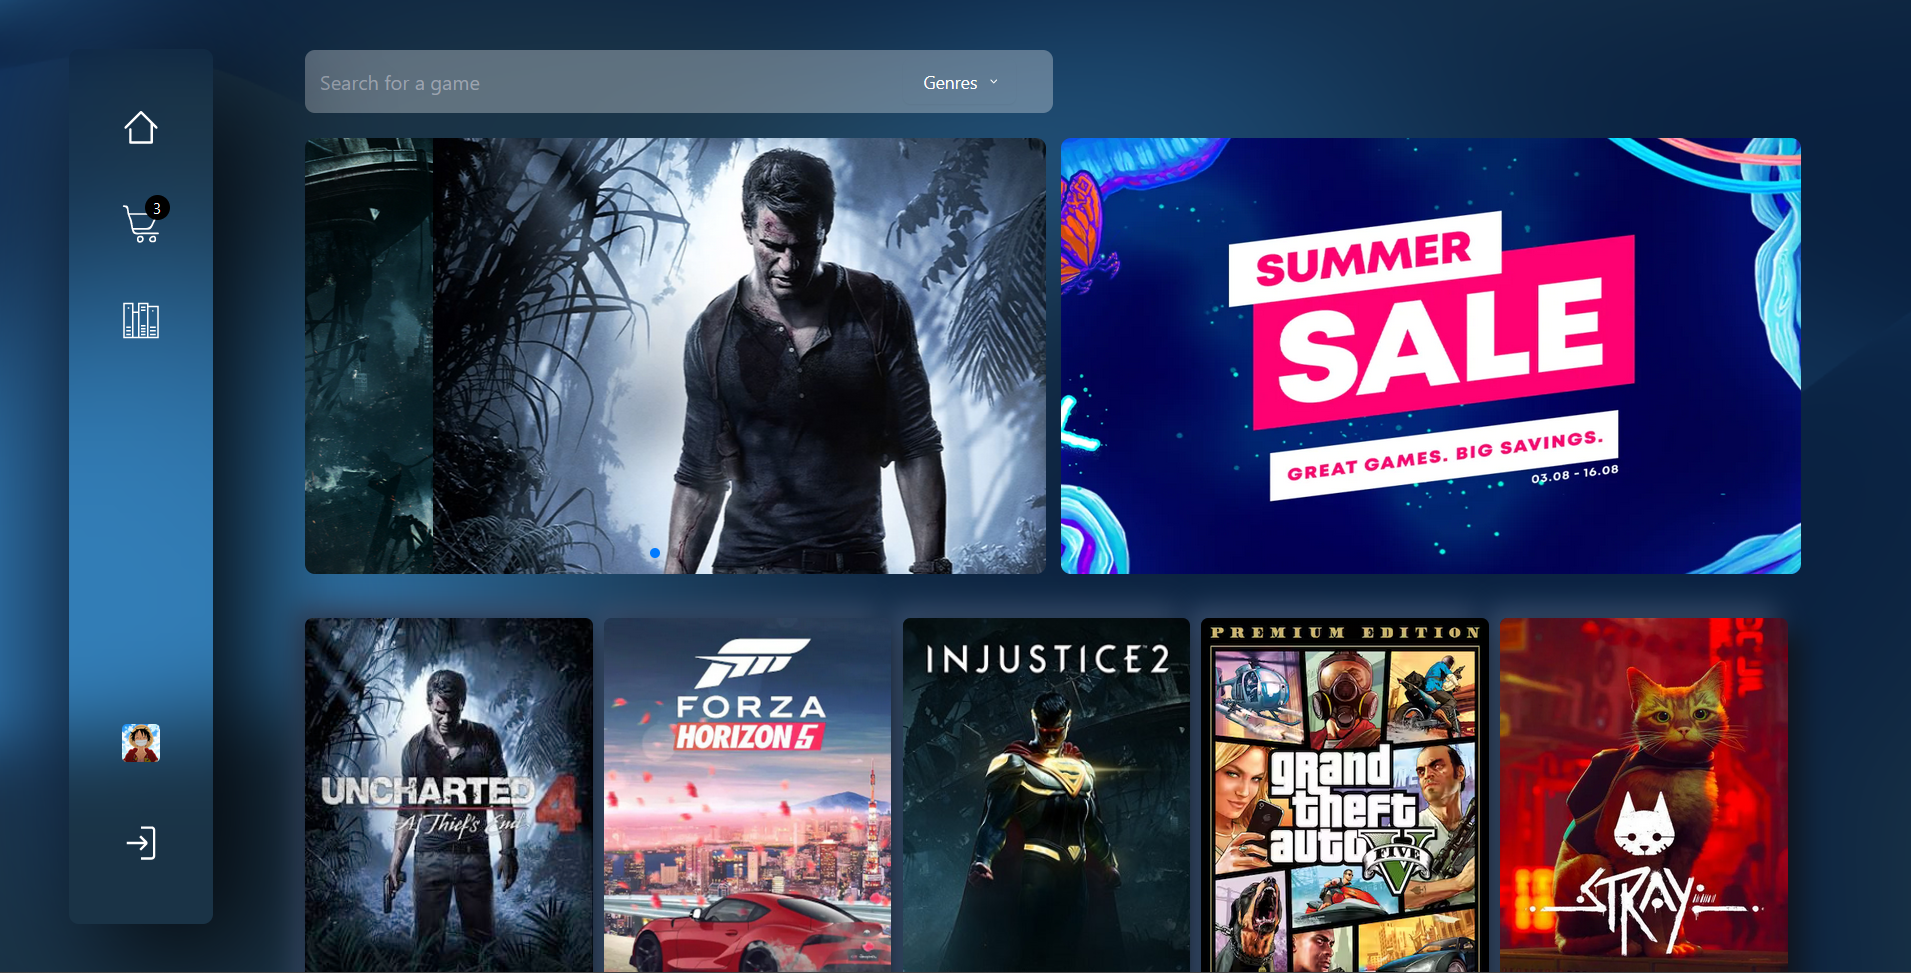 Search for a game
Genres
3
SUMMER
SALE
GREAT GAMES. BIG SAVINGS.
03.08 - 16.08
UNCHARTED 4
A Thief's End
FORZA
HORIZON 5
INJUSTICE 2
PREMIUM EDITION
grand
theft
auto V
FIVE
STRAY